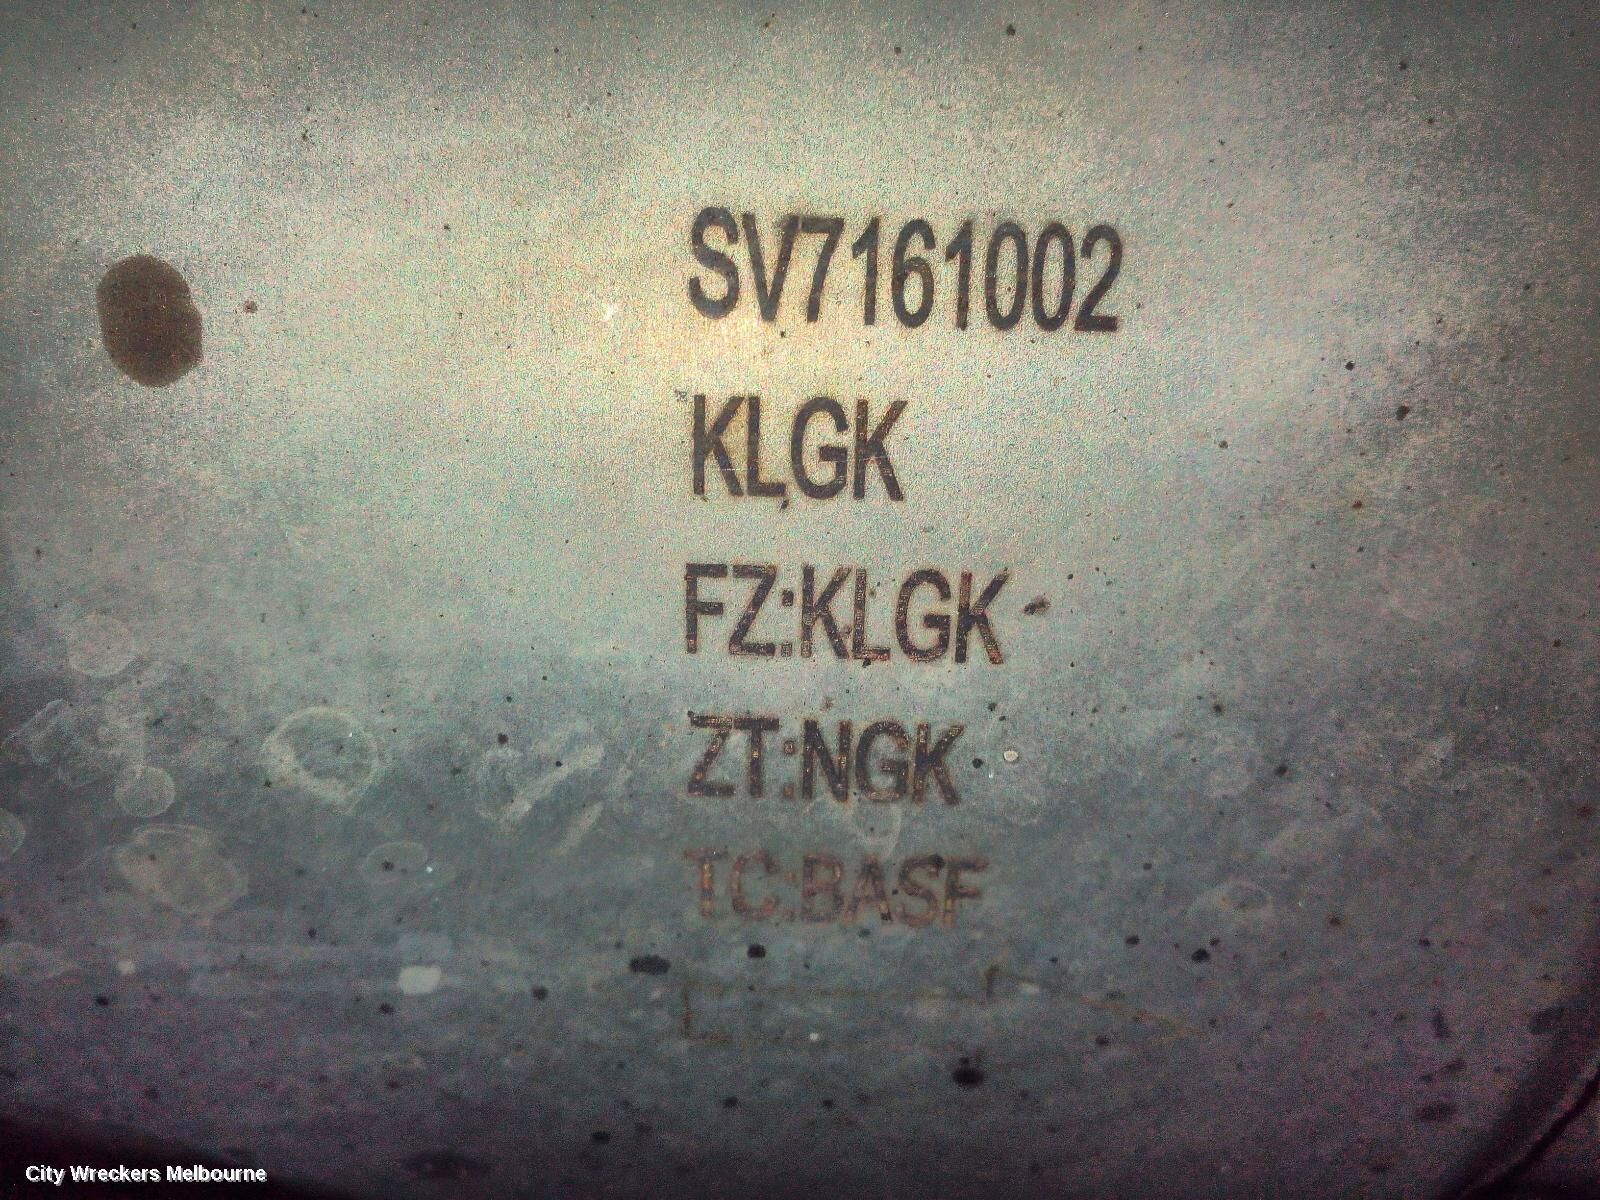 SV7161002
KLGK
FZ:KLGK
ZT:NGK
TC:BASF
City Wreckers Melbourne